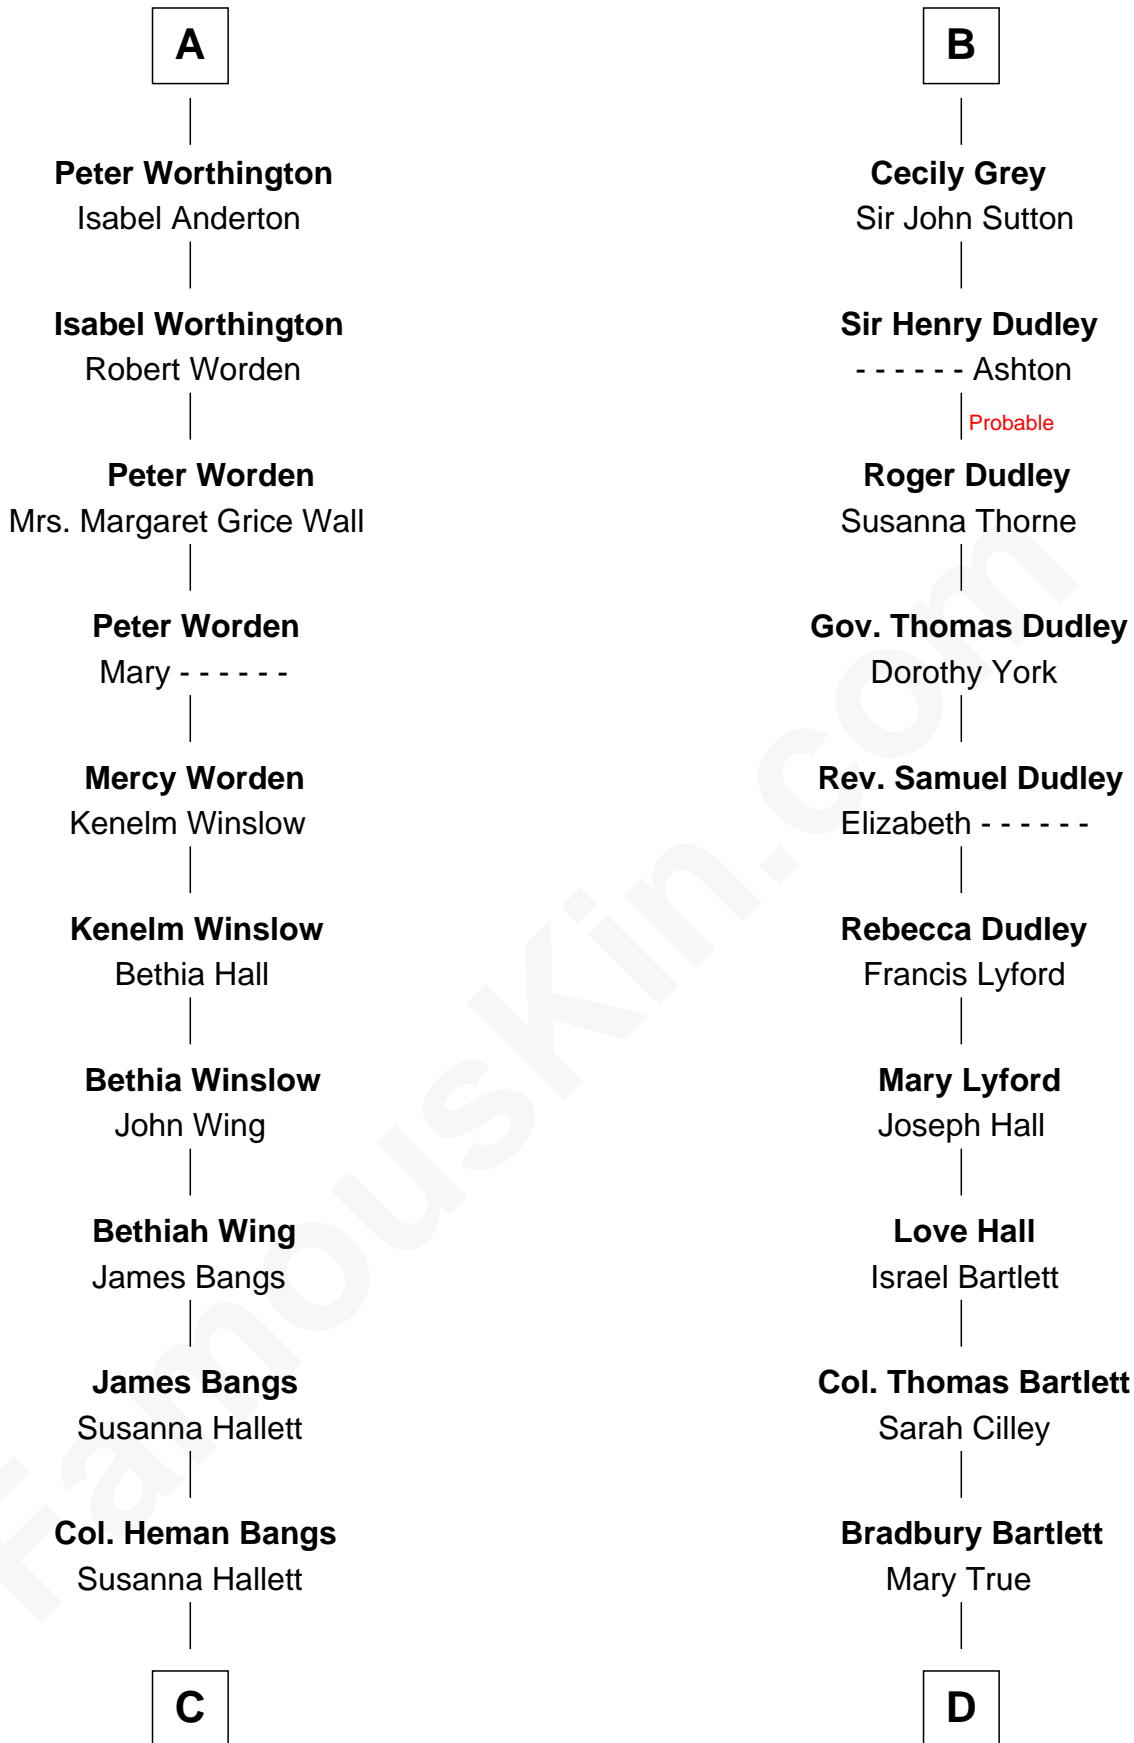 A
Peter Worthington
Isabel Anderton
Isabel Worthington
Robert Worden
Peter Worden
Mrs. Margaret Grice Wall
Peter Worden
Mary - - - - - -
Mercy Worden
Kenelm Winslow
Kenelm Winslow
Bethia Hall
Bethia Winslow
John Wing
Bethiah Wing
James Bangs
James Bangs
Susanna Hallett
Col. Heman Bangs
Susanna Hallett
C
B
Cecily Grey
Sir John Sutton
Sir Henry Dudley
- - - - - - Ashton
Probable
Roger Dudley
Susanna Thorne
Gov. Thomas Dudley
Dorothy York
Rev. Samuel Dudley
Elizabeth - - - - - -
Rebecca Dudley
Francis Lyford
Mary Lyford
Joseph Hall
Love Hall
Israel Bartlett
Col. Thomas Bartlett
Sarah Cilley
Bradbury Bartlett
Mary True
D
FamousKin.com